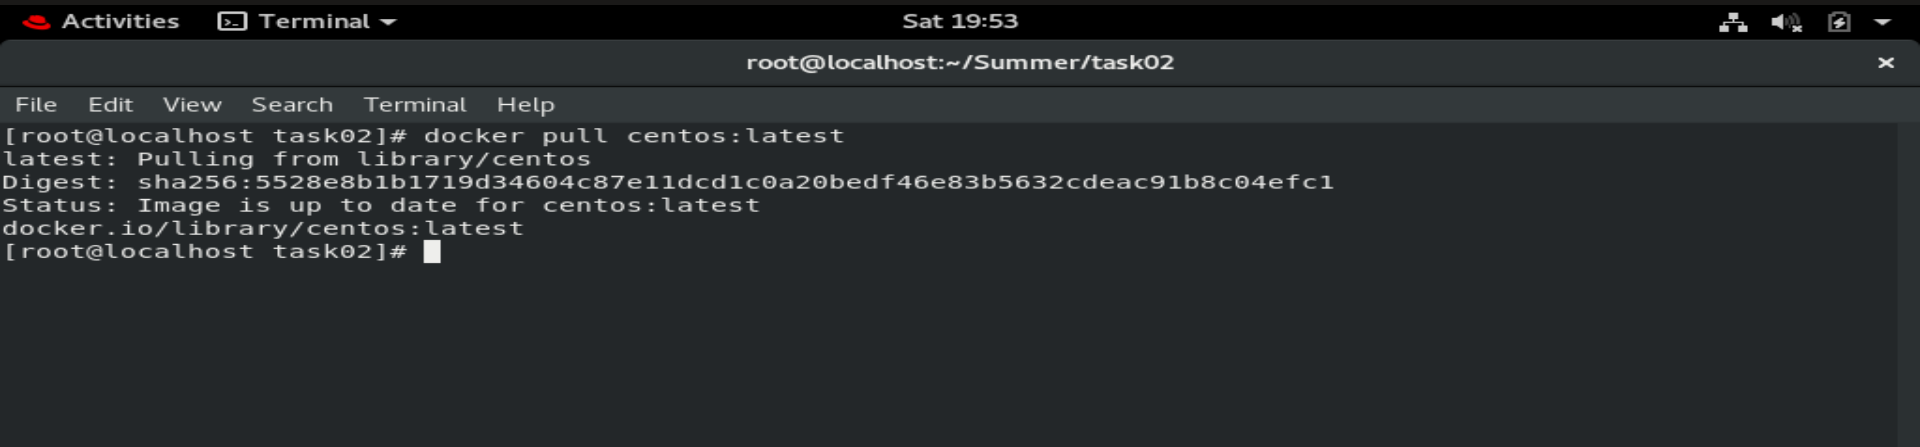 Activities Terminal Sat 19:53
root@localhost:~/Summer/task02
File Edit View Search Terminal Help
[root@localhost task02]# docker pull centos:latest
latest: Pulling from library/centos
Digest: sha256:5528e8b1b1719d34604c87e11dcd1c0a20bedf46e83b5632cdeac91b8c04efc1
Status: Image is up to date for centos:latest
docker.io/library/centos:latest
[root@localhost task02]#